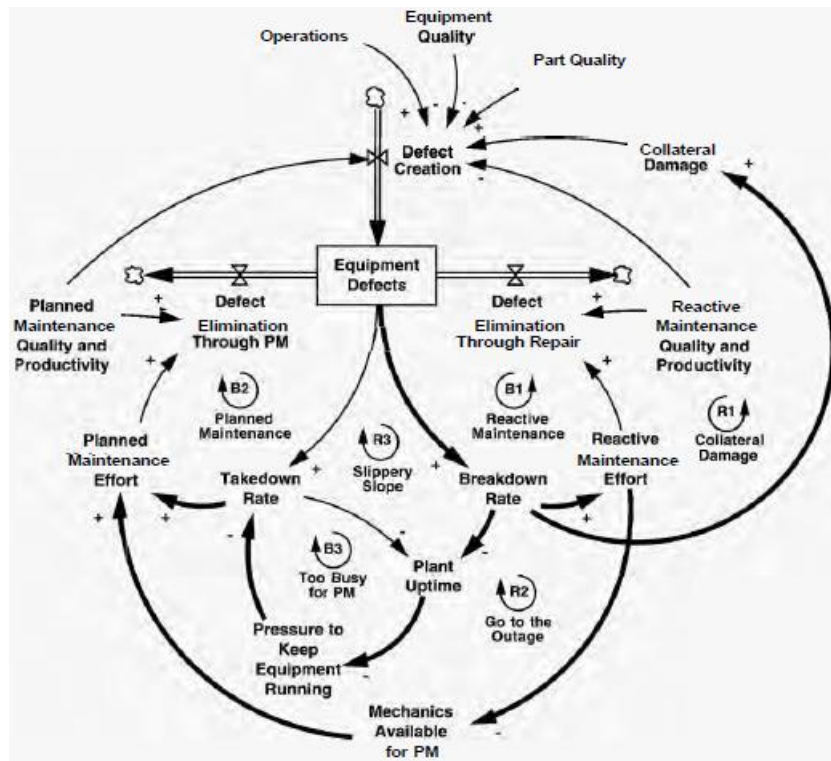 Operations
Equipment
Quality
Part Quality
+
-
-
+
Defect
Creation
-
Collateral
Damage
+
Equipment
Defects
Planned
Maintenance
Quality and
Productivity
+
-
Defect
Elimination
Through PM
+
Defect
Elimination
Through Repair
+
+
Reactive
Maintenance
Quality and
Productivity
B2
Planned
Maintenance
B1
Reactive
Maintenance
R1
Collateral
Damage
Planned
Maintenance
Effort
+
+
Takedown
Rate
+
-
R3
Slippery
Slope
+
Breakdown
Rate
+
Reactive
Maintenance
Effort
B3
Too Busy
for PM
-
-
Plant
Uptime
R2
Go to the
Outage
Pressure to
Keep
Equipment
Running
-
Mechanics
Available
for PM
-